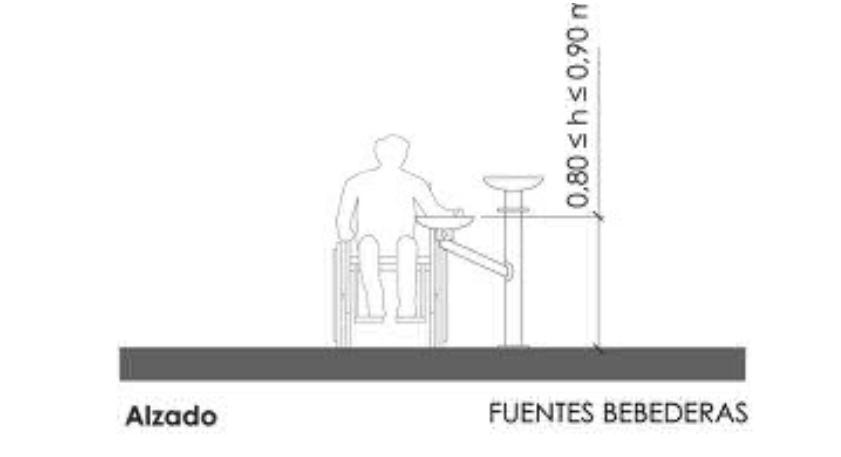 0,80 ≤ h ≤ 0,90
Alzado
FUENTES BEBEDERAS